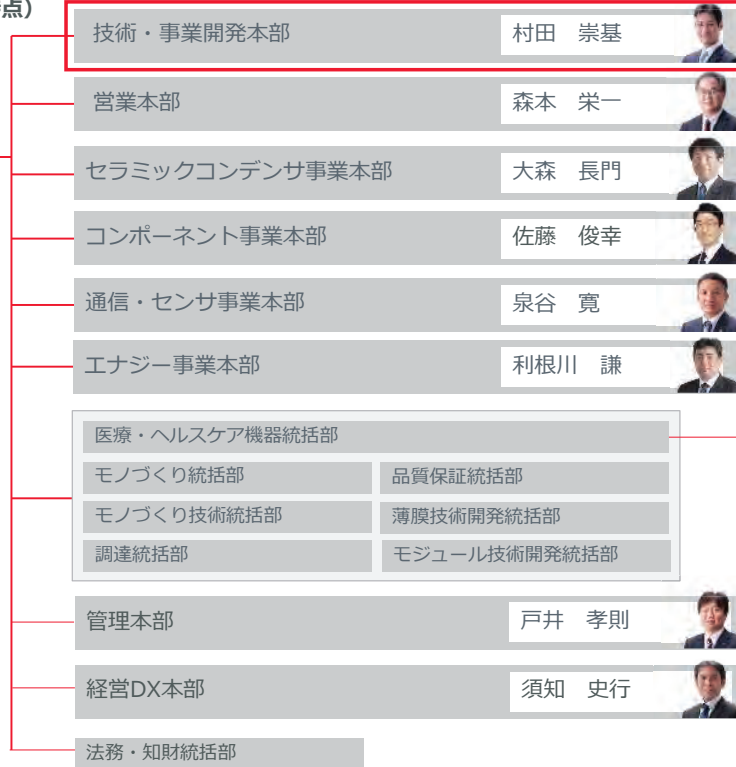 点）
技術・事業開発本部 村田 崇基
営業本部 森本 栄一
セラミックコンデンサ事業本部 大森 長門
コンポーネント事業本部 佐藤 俊幸
通信・センサ事業本部 泉谷 寛
エナジー事業本部 利根川 謙
医療・ヘルスケア機器統括部
モノづくり統括部 品質保証統括部
モノづくり技術統括部 薄膜技術開発統括部
調達統括部 モジュール技術開発統括部
管理本部 戸井 孝則
経営DX本部 須知 史行
法務・知財統括部